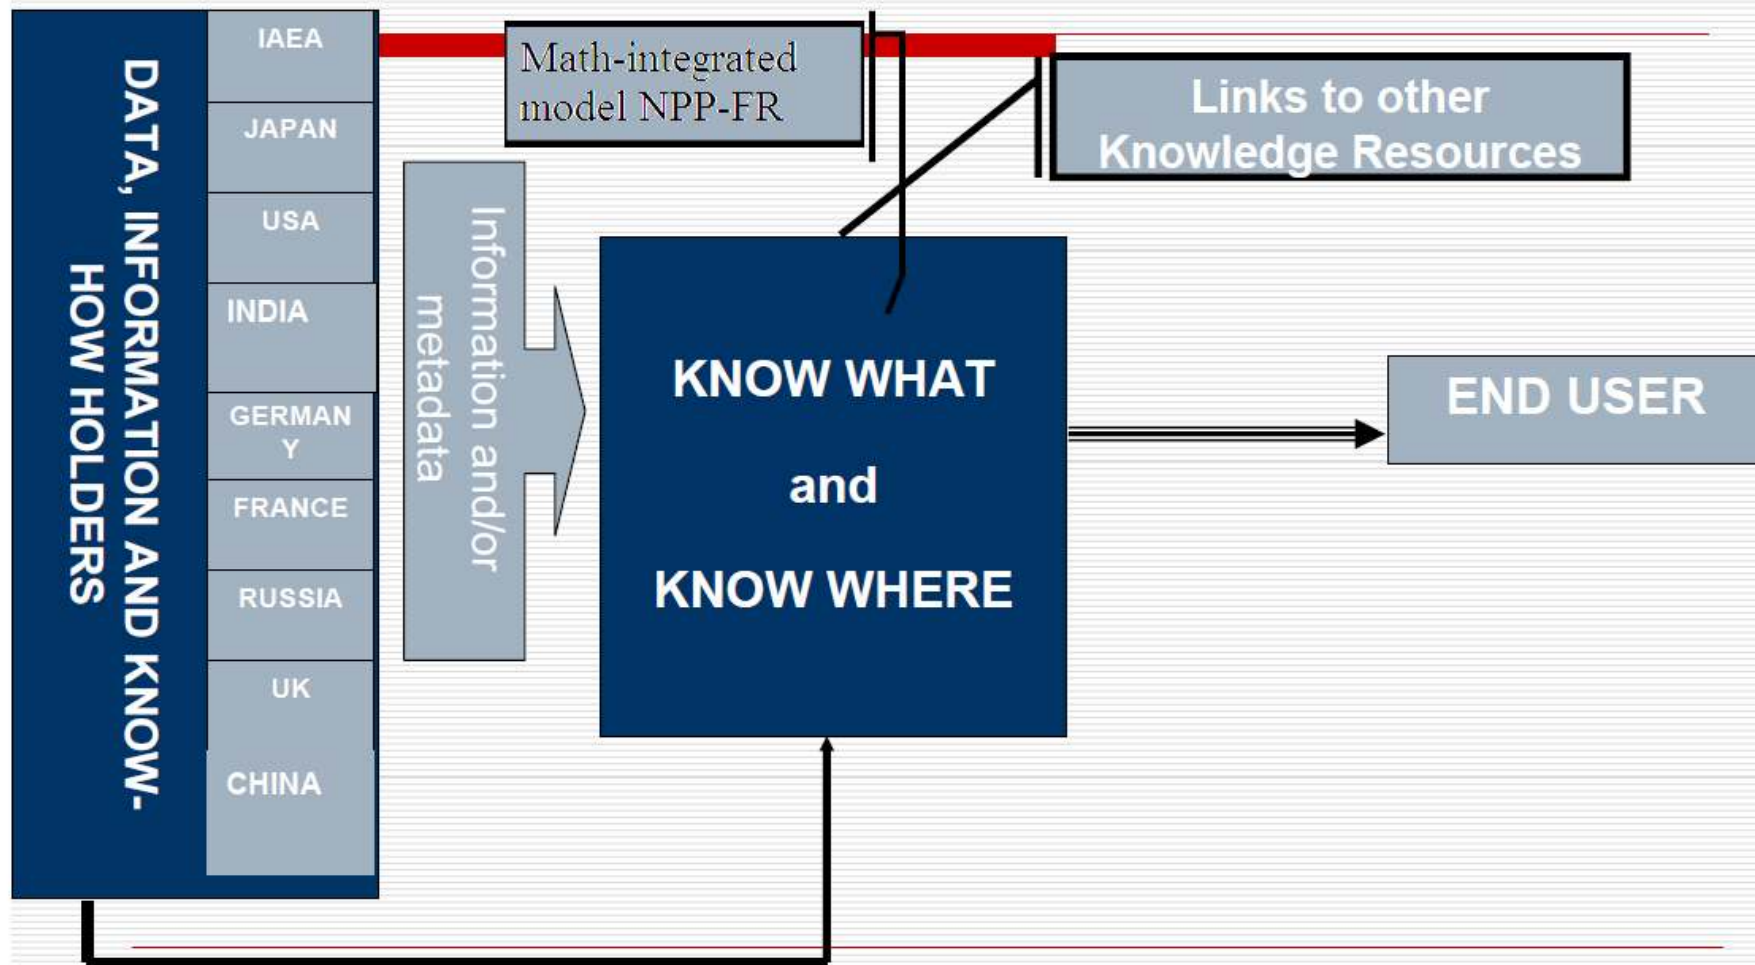 DATA, INFORMATION AND KNOW-
HOW HOLDERS
IAEA
JAPAN
USA
INDIA
GERMAN
Y
FRANCE
RUSSIA
UK
CHINA
Information and/or
metadata
Math-integrated
model NPP-FR
Links to other
Knowledge Resources
KNOW WHAT
and
KNOW WHERE
END USER